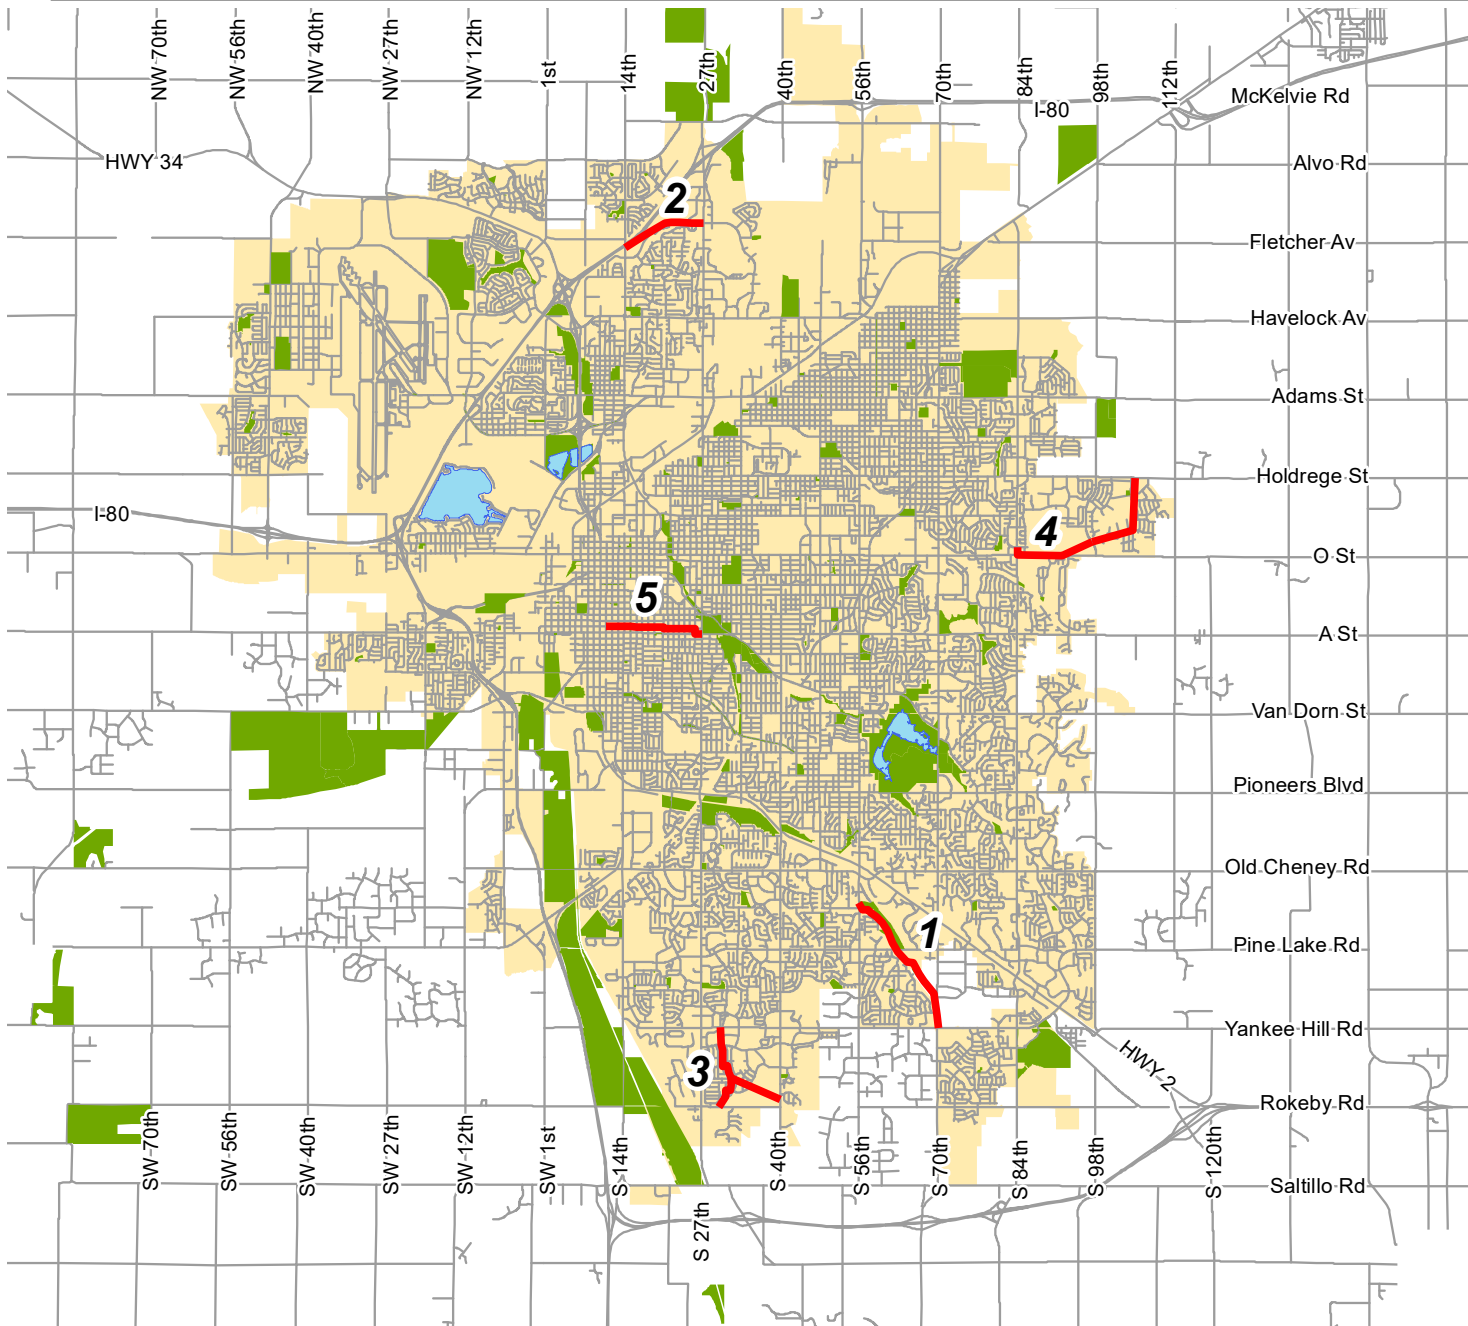 NW 70th
NW 56th
NW 40th
NW 27th
NW 12th
1st
14th
27th
40th
56th
70th
84th
98th
112th
McKelvie Rd
I-80
HWY 34
Alvo Rd
2
Fletcher Av
Havelock Av
Adams St
Holdrege St
I-80
4
O St
5
A St
Van Dorn St
Pioneers Blvd
Old Cheney Rd
1
Pine Lake Rd
Yankee Hill Rd
HWY 2
3
Rokeby Rd
SW 70th
SW 56th
SW 40th
SW 27th
SW 12th
SW 1st
S 14th
S 27th
S 40th
S 56th
S 70th
S 84th
S 98th
S 120th
Saltillo Rd